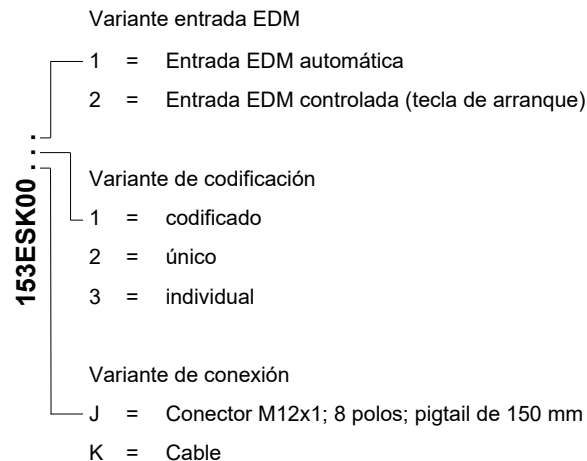 153ESK00 . . .
Variante entrada EDM
1 = Entrada EDM automática
2 = Entrada EDM controlada (tecla de arranque)
Variante de codificación
1 = codificado
2 = único
3 = individual
Variante de conexión
J = Conector M12x1; 8 polos; pigtail de 150 mm
K = Cable